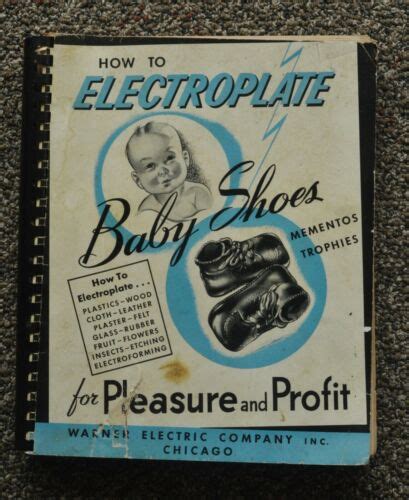 HOW TO
ELECTROPLATE
Baby Shoes
MEMENTOS
TROPHIES
How To
Electroplate...
PLASTICS-WOOD
CLOTH-LEATHER
PLASTER-FELT
GLASS-RUBBER
FRUIT-FLOWERS
INSECTS-ETCHING
ELECTROFORMING
for Pleasure and Profit
WARNER ELECTRIC COMPANY INC.
CHICAGO